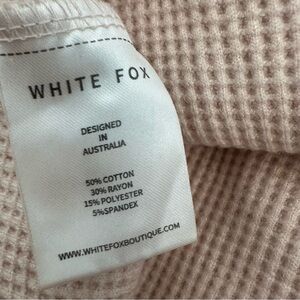 WHITE FOX
DESIGNED
IN
AUSTRALIA
50% COTTON
30% RAYON
15% POLYESTER
5%SPANDEX
WWW.WHITEFOXBOUTIQUE.COM